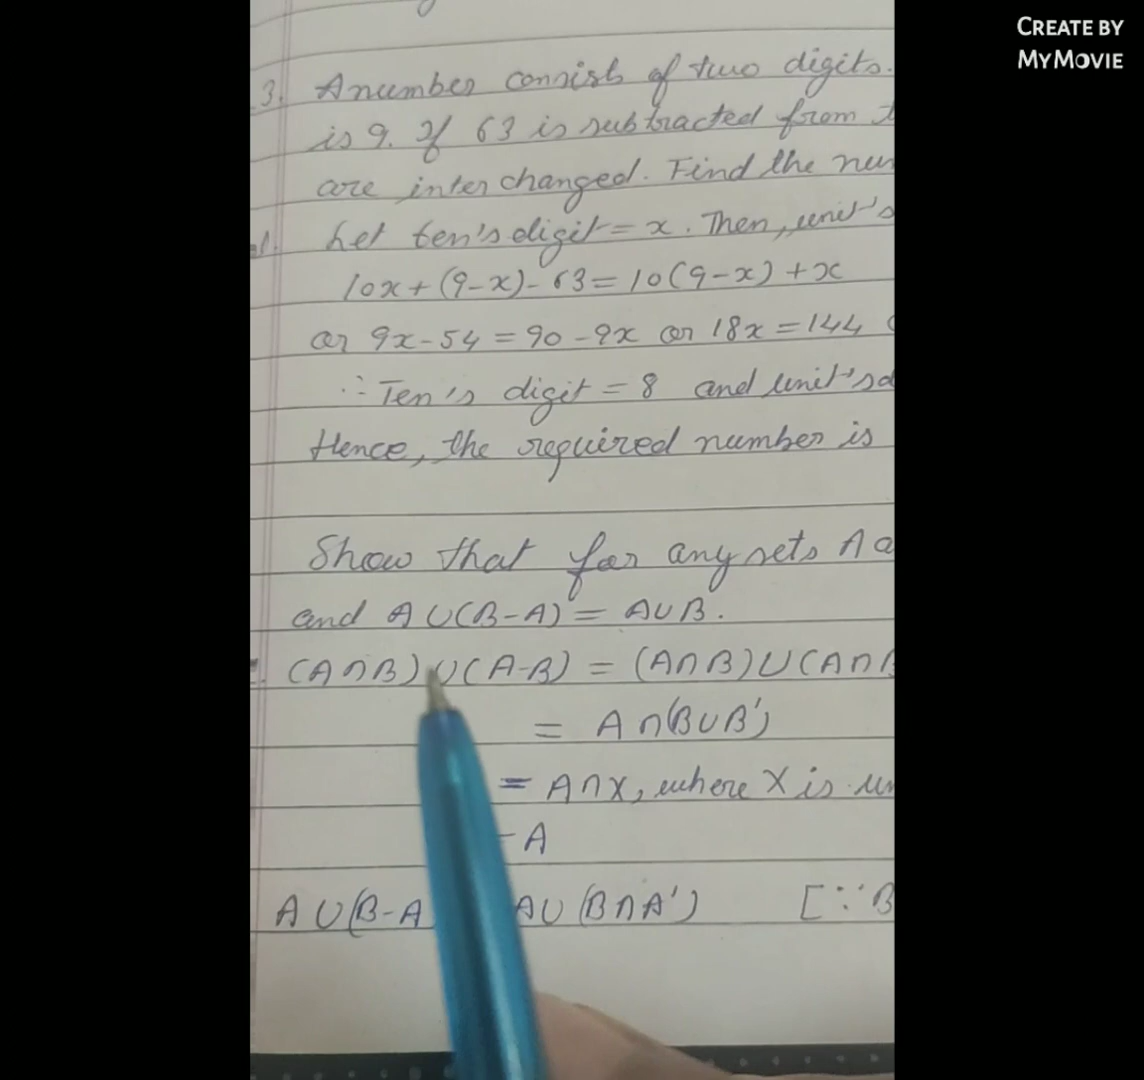 CREATE BY
MYMOVIE
3. A number consists of two digits.
is 9. If 63 is subtracted from
are interchanged. Find the
Let ten's digit = x. Then, unit's
10x + (9-x) - 63 = 10(9-x) + x
or 9x - 54 = 90 - 9x or 18x = 144
∴ Ten's digit = 8 and unit's
Hence, the required number is
Show that for any sets A
and A ∪ (B-A) = A∪B.
(A∩B) ∪ (A-B) = (A∩B) ∪ (A∩
= A∩(B∪B')
= A∩X, where X is
A
A ∪ (B-A A∪ (B∩A') [∵ B